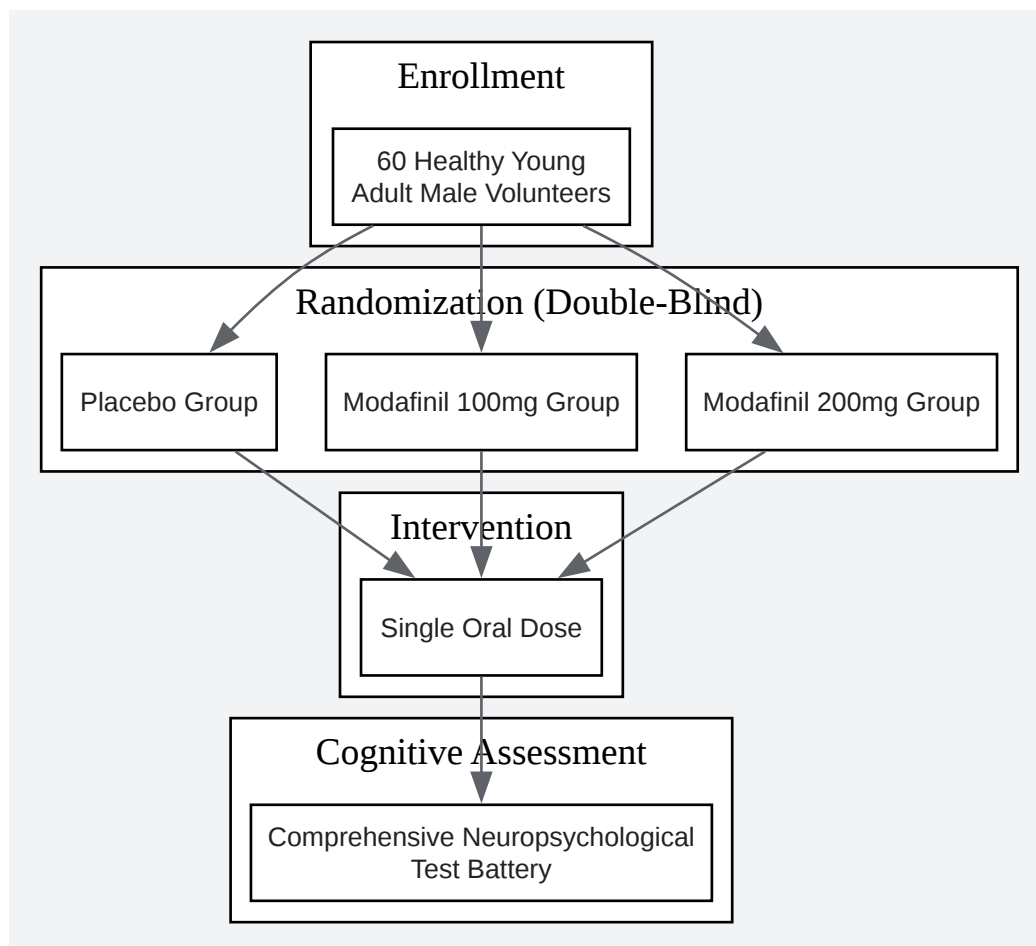 Enrollment
60 Healthy Young
Adult Male Volunteers
Randomization (Double-Blind)
Placebo Group
Modafinil 100mg Group
Modafinil 200mg Group
Intervention
Single Oral Dose
Cognitive Assessment
Comprehensive Neuropsychological
Test Battery